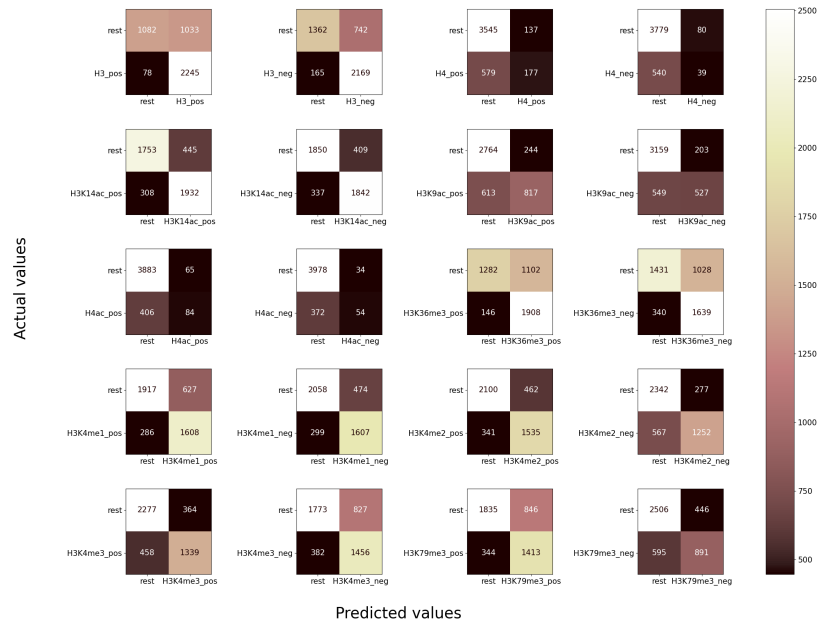 rest 1082 1033
H3_pos 78 2245
rest H3_pos
rest 1362 742
H3_neg 165 2169
rest H3_neg
rest 3545 137
H4_pos 579 177
rest H4_pos
rest 3779 80
H4_neg 540 39
rest H4_neg
rest 1753 445
H3K14ac_pos 308 1932
rest H3K14ac_pos
rest 1850 409
H3K14ac_neg 337 1842
rest H3K14ac_neg
rest 2764 244
H3K9ac_pos 613 817
rest H3K9ac_pos
rest 3159 203
H3K9ac_neg 549 527
rest H3K9ac_neg
rest 3883 65
H4ac_pos 406 84
rest H4ac_pos
rest 3978 34
H4ac_neg 372 54
rest H4ac_neg
rest 1282 1102
H3K36me3_pos 146 1908
rest H3K36me3_pos
rest 1431 1028
H3K36me3_neg 340 1639
rest H3K36me3_neg
rest 1917 627
H3K4me1_pos 286 1608
rest H3K4me1_pos
rest 2058 474
H3K4me1_neg 299 1607
rest H3K4me1_neg
rest 2100 462
H3K4me2_pos 341 1535
rest H3K4me2_pos
rest 2342 277
H3K4me2_neg 567 1252
rest H3K4me2_neg
rest 2277 364
H3K4me3_pos 458 1339
rest H3K4me3_pos
rest 1773 827
H3K4me3_neg 382 1456
rest H3K4me3_neg
rest 1835 846
H3K79me3_pos 344 1413
rest H3K79me3_pos
rest 2506 446
H3K79me3_neg 595 891
rest H3K79me3_neg
Actual values
Predicted values
2500
2250
2000
1750
1500
1250
1000
750
500